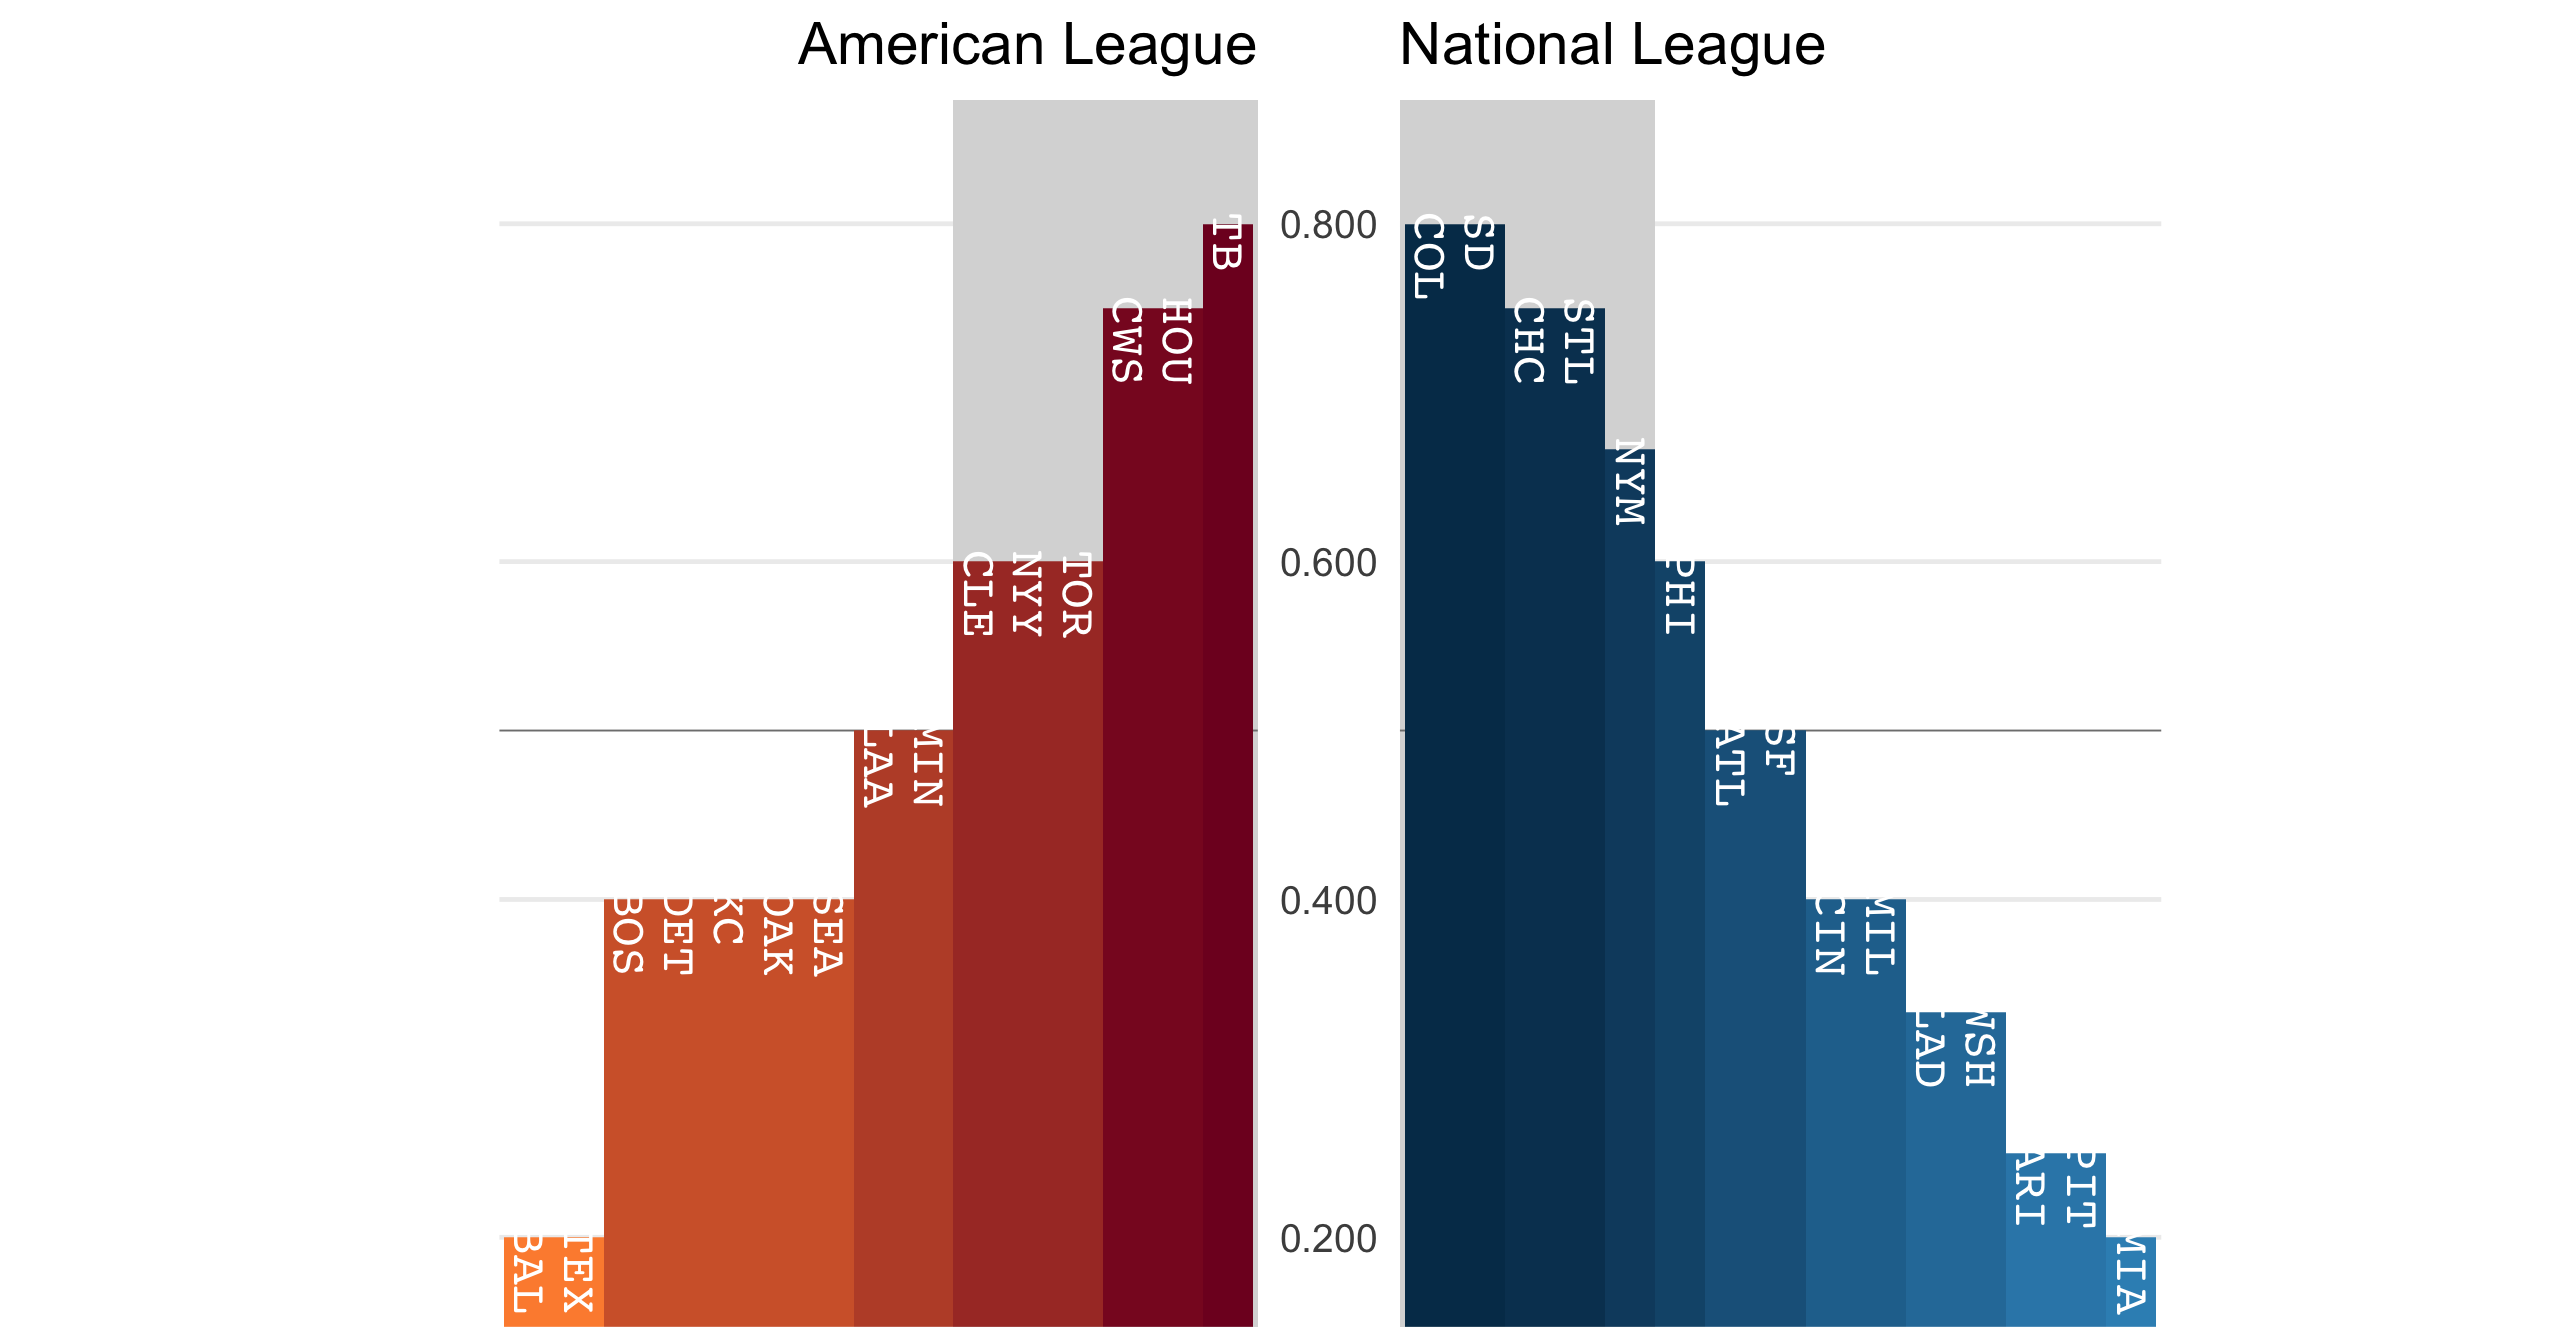 American League
National League
0.800
0.600
0.400
0.200
BAL
TEX
BOS
DET
KC
OAK
SEA
LAA
MIN
CLE
NYY
TOR
CWS
HOU
TB
COL
SD
CHC
STL
NYM
PHI
ATL
SF
CIN
MIL
LAD
WSH
ARI
PIT
MIA